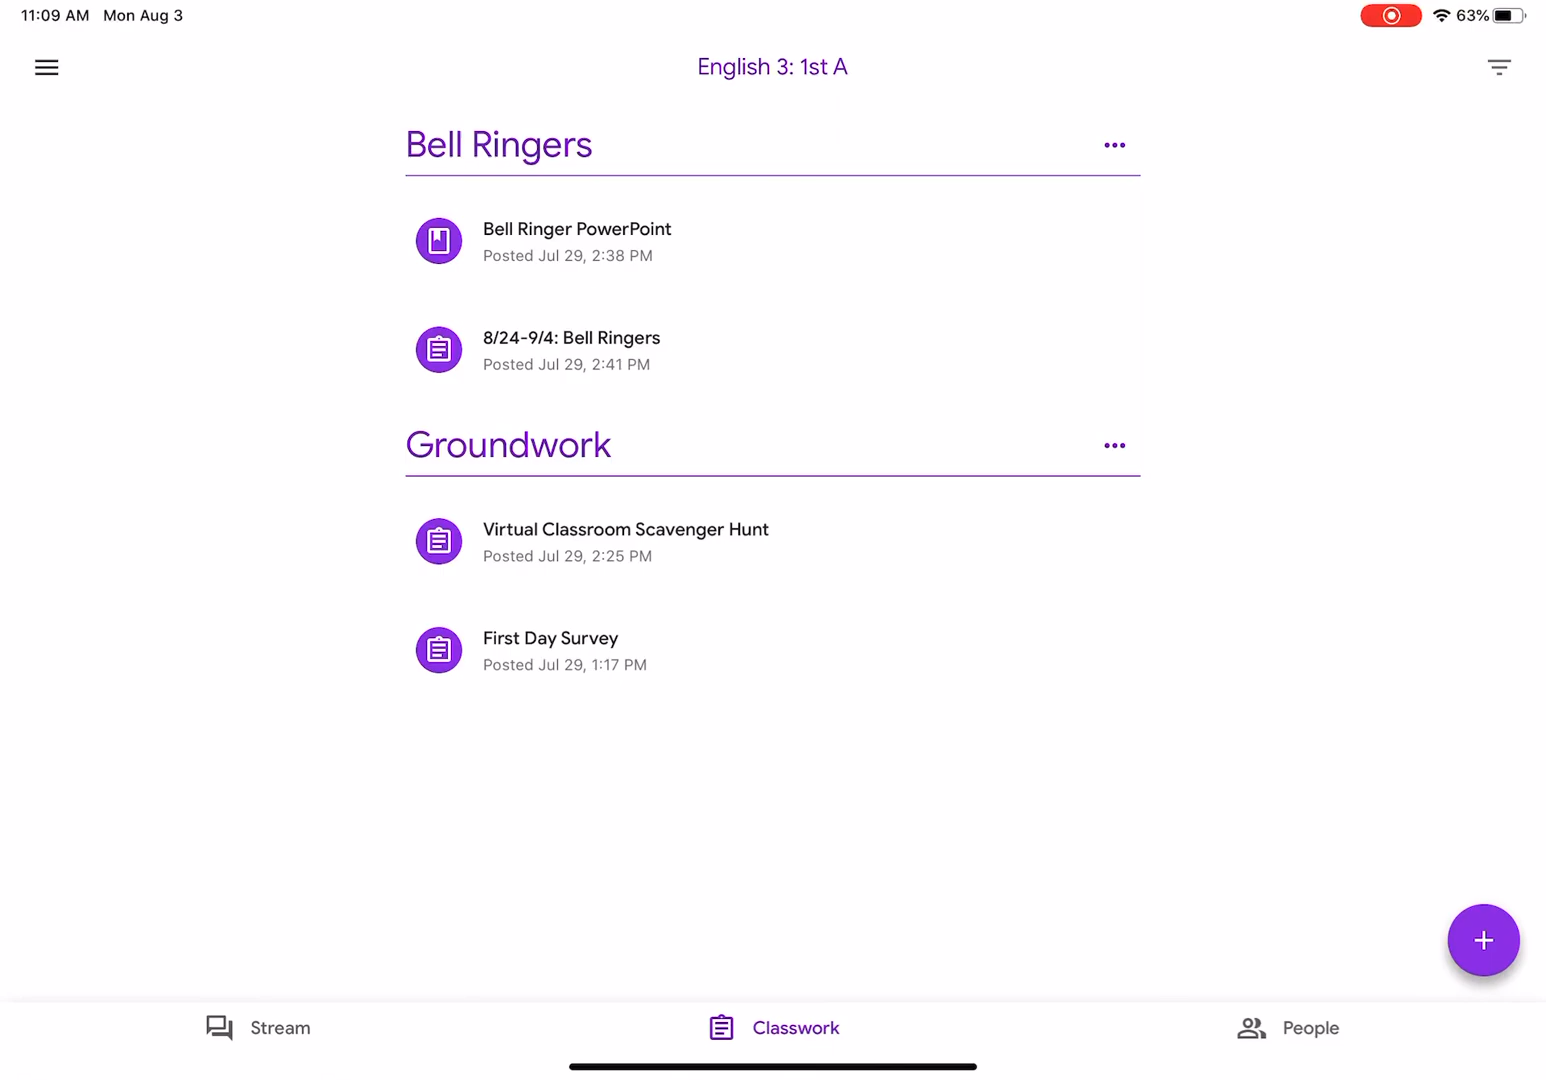 11:09 AM Mon Aug 3
63%
English 3: 1st A
Bell Ringers
Bell Ringer PowerPoint
Posted Jul 29, 2:38 PM
8/24-9/4: Bell Ringers
Posted Jul 29, 2:41 PM
Groundwork
Virtual Classroom Scavenger Hunt
Posted Jul 29, 2:25 PM
First Day Survey
Posted Jul 29, 1:17 PM
Stream
Classwork
People